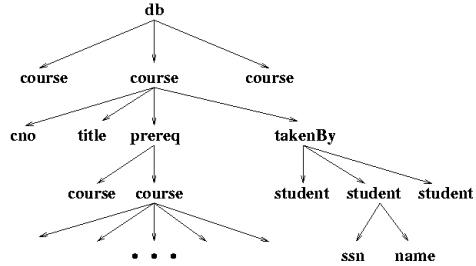 db
course course course
cno title prereq takenBy
course course student student student
ssn name